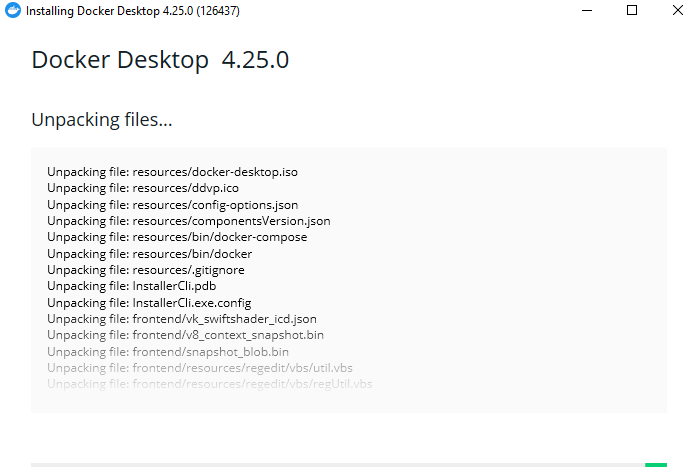 Installing Docker Desktop 4.25.0 (126437)
Docker Desktop 4.25.0
Unpacking files...
Unpacking file: resources/docker-desktop.iso
Unpacking file: resources/ddvp.ico
Unpacking file: resources/config-options.json
Unpacking file: resources/componentsVersion.json
Unpacking file: resources/bin/docker-compose
Unpacking file: resources/bin/docker
Unpacking file: resources/.gitignore
Unpacking file: InstallerCli.pdb
Unpacking file: InstallerCli.exe.config
Unpacking file: frontend/vk_swiftshader_icd.json
Unpacking file: frontend/v8_context_snapshot.bin
Unpacking file: frontend/snapshot_blob.bin
Unpacking file: frontend/resources/regedit/vbs/util.vbs
Unpacking file: frontend/resources/regedit/vbs/regUtil.vbs